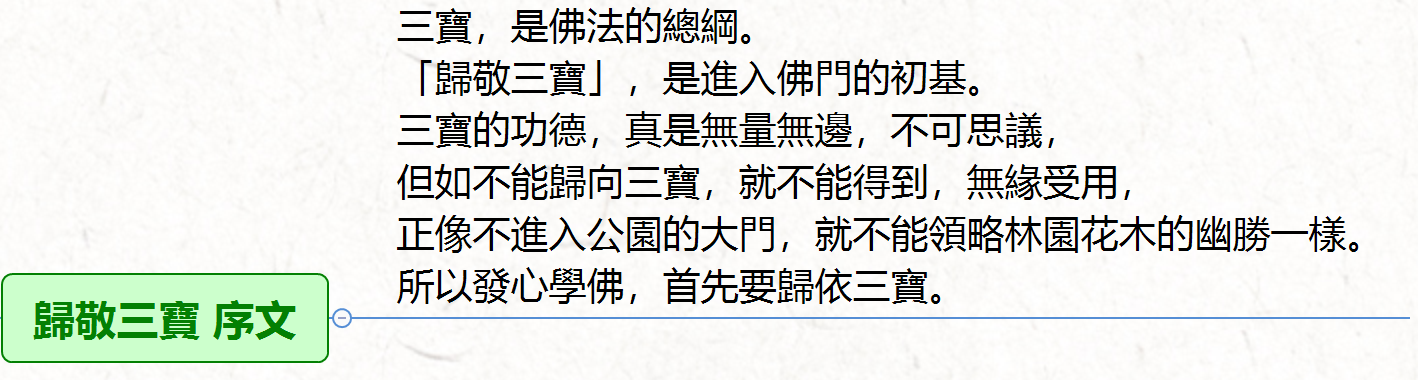 三寶，是佛法的總綱。
「歸敬三寶」，是進入佛門的初基。
三寶的功德，真是無量無邊，不可思議，
但如不能歸向三寶，就不能得到，無緣受用，
正像不進入公園的大門，就不能領略林園花木的幽勝一樣。
所以發心學佛，首先要歸依三寶。
歸敬三寶 序文